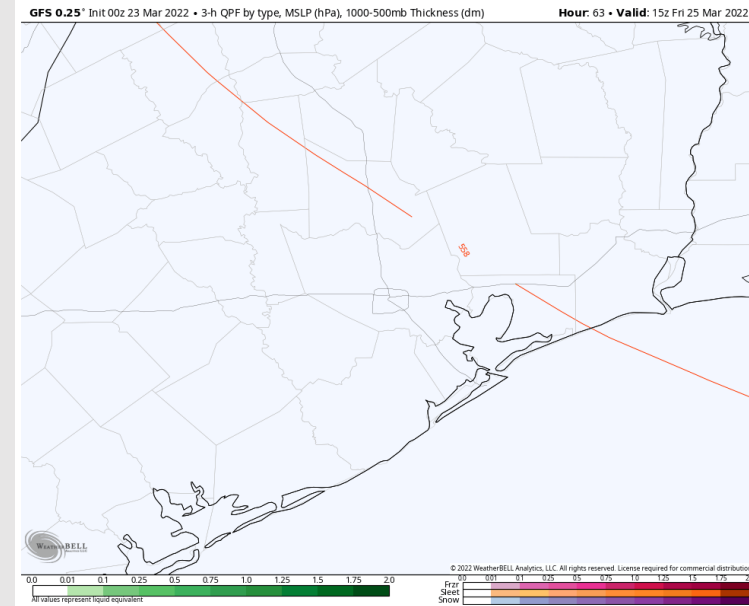 GFS 0.25° Init 00z 23 Mar 2022 • 3-h QPF by type, MSLP (hPa), 1000-500mb Thickness (dm) Hour: 63 • Valid: 15z Fri 25 Mar 2022
558
WEATHERBELL
© 2022 WeatherBELL Analytics, LLC. All rights reserved. License required for commercial distributio
0.0 0.01 0.1 0.25 0.5 0.75 1.0 1.25 1.5 1.75 2.0
All values represent liquid equivalent
0.0 0.01 0.1 0.25 0.5 0.75 1.0 1.25 1.5 1.75
Frzr
Sleet
Snow